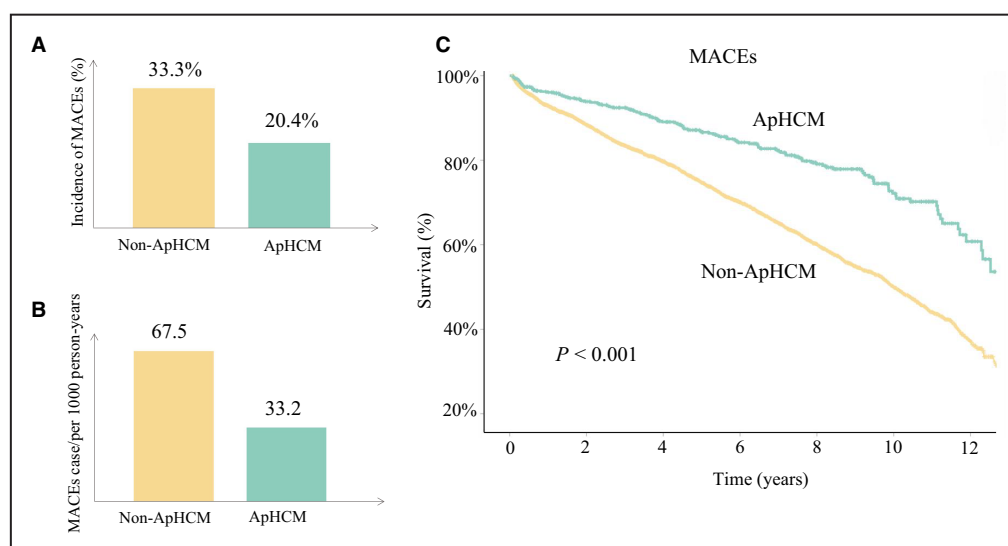 A
Incidence of MACEs (%)
33.3%
20.4%
Non-ApHCM
ApHCM
B
MACEs case/per 1000 person-years
67.5
33.2
Non-ApHCM
ApHCM
C
MACEs
100%
80%
60%
40%
20%
Survival (%)
ApHCM
Non-ApHCM
P < 0.001
0 2 4 6 8 10 12
Time (years)